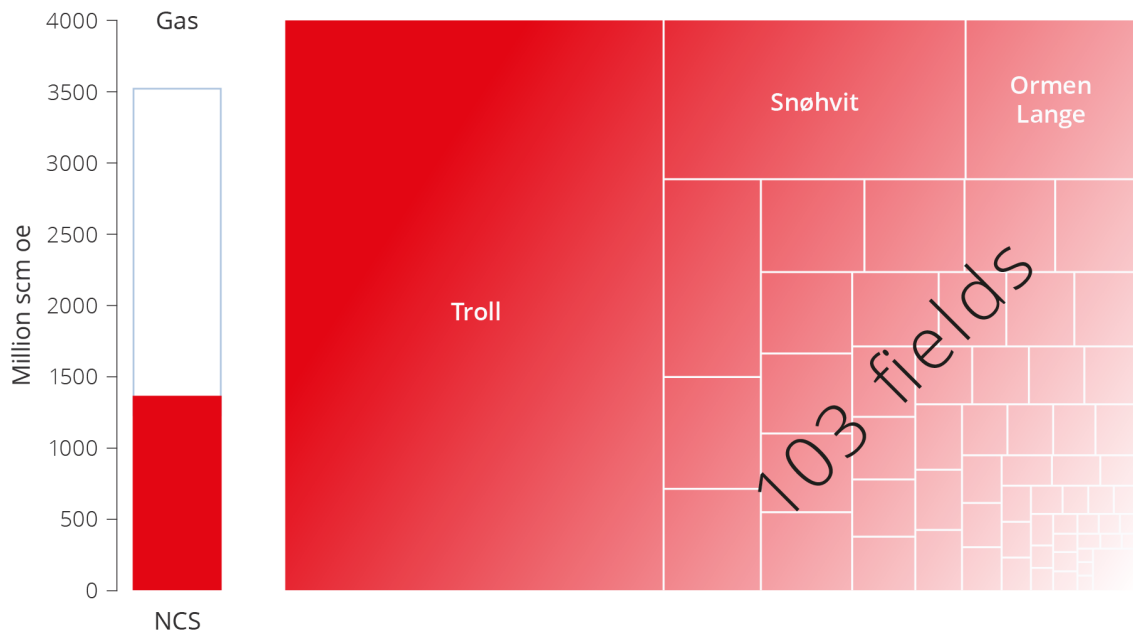 Gas
4000
3500
3000
2500
2000
1500
1000
500
0
Million scm oe
NCS
Troll
Snøhvit
Ormen
Lange
103 fields